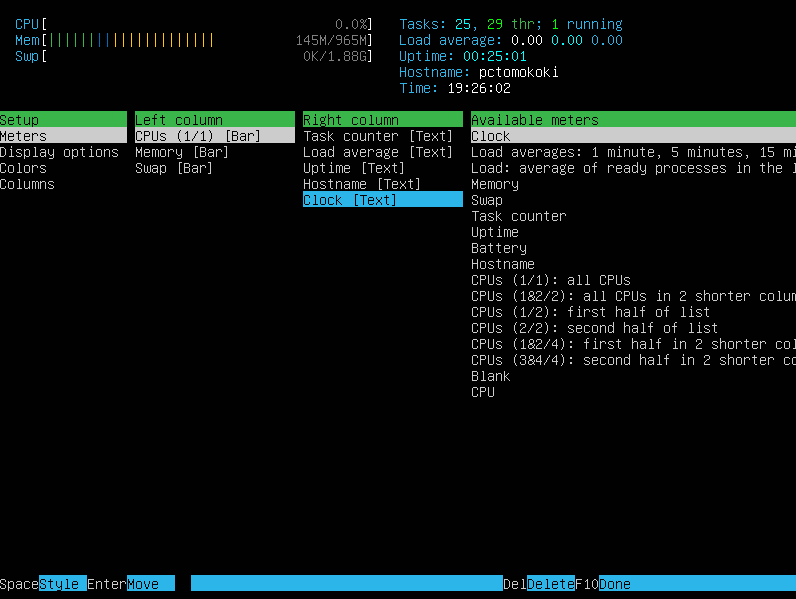 CPU[ 0.0%] Tasks: 25, 29 thr; 1 running
Mem[||||||||||||||||||||| 145M/965M] Load average: 0.00 0.00 0.00
Swp[ 0K/1.88G] Uptime: 00:25:01
Hostname: pctomokoki
Time: 19:26:02
Setup Left column Right column Available meters
Meters CPUs (1/1) [Bar] Task counter [Text] Clock
Display options Memory [Bar] Load average [Text] Load averages: 1 minute, 5 minutes, 15 mi
Colors Swap [Bar] Uptime [Text] Load: average of ready processes in the l
Columns Hostname [Text] Memory
Clock [Text] Swap
Task counter
Uptime
Battery
Hostname
CPUs (1/1): all CPUs
CPUs (1&2/2): all CPUs in 2 shorter colum
CPUs (1/2): first half of list
CPUs (2/2): second half of list
CPUs (1&2/4): first half in 2 shorter col
CPUs (3&4/4): second half in 2 shorter co
Blank
CPU
SpaceStyle EnterMove DelDeleteF10Done